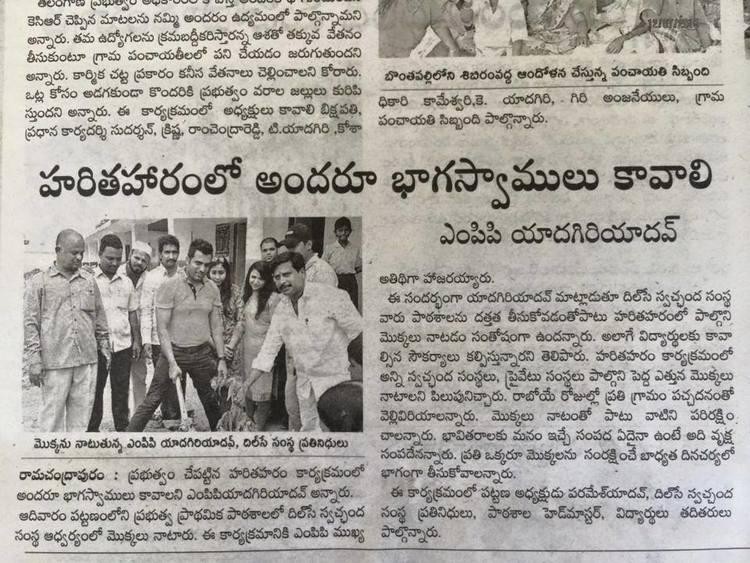 తెలంగాణ ప్రభుత్వం
కెసిఆర్ చెప్పిన మాటలను నమ్మి అందరం ఉద్యమంలో పాల్గొన్నామని
అన్నారు. తమ ఉద్యోగలను క్రమబద్దీకరిస్తారన్న ఆశతో తక్కువ వేతనం
తీసుకుంటూ గ్రామ పంచాయతీలలో పని చేయడం జరుగుతుందని
అన్నారు. కార్మిక చట్ట ప్రకారం కనీస వేతనాలు చెల్లించాలని కోరారు.
ఒట్ల కోసం అడగకుండా కొందరికి ప్రభుత్వం వరాల జల్లులు కురిపి
స్తుందని అన్నారు. ఈ కార్యక్రమంలో అధ్యక్షులు కావాలి బిక్షపతి,
ప్రధాన కార్యదర్శి సుదర్శన్, క్రిష్ణ, రాంచెంద్రారెడ్డి, టి.యాదగిరి ,కోశా
బొంతపల్లిలోని శిబిరంవద్ద ఆందోళన చేస్తున్న పంచాయతి సిబ్బంది
ధికారి కామేశ్వరి,కె. యాదగిరి, గిరి అంజనేయులు, గ్రామ
పంచాయతి సిబ్బంది పాల్గొన్నారు.
హరితహారంలో అందరూ భాగస్వాములు కావాలి
ఎంపిపి యాదగిరియాదవ్
మొక్కను నాటుతున్న ఎంపిపి యాదగిరియాదవ్, దిల్‌సే సంస్థ ప్రతినిధులు
రామచంద్రాపురం : ప్రభుత్వం చేపట్టిన హరితహరం కార్యక్రమంలో
అందరూ భాగస్వాములు కావాలని ఎంపిపియాదగిరియాదవ్ అన్నారు.
ఆదివారం పట్టణంలోని ప్రభుత్వ ప్రాథమిక పాఠశాలలో దిల్‌సే స్వచ్ఛంద
సంస్థ ఆధ్వర్యంలో మొక్కలు నాటారు. ఈ కార్యక్రమానికి ఎంపిపి ముఖ్య
అతిథిగా హాజరయ్యారు.
ఈ సందర్భంగా యాదగిరియాదవ్ మాట్లాడుతూ దిల్‌సే స్వచ్ఛంద సంస్థ
వారు పాఠశాలను దత్తత తీసుకోవడంతోపాటు హరితహరంలో పాల్గొని
మొక్కలు నాటడం సంతోషంగా ఉందన్నారు. అలాగే విద్యార్థులకు కావా
ల్సిన సౌకర్యాలు కల్పిస్తున్నారని తెలిపారు. హరితహరం కార్యక్రమంలో
అన్ని స్వచ్ఛంద సంస్థలు, ప్రైవేటు సంస్థలు పాల్గొని పెద్ద ఎత్తున మొక్కలు
నాటాలని పిలుపునిచ్చారు. రాబోయే రోజుల్లో ప్రతి గ్రామం పచ్చదనంతో
వెల్లివిరియాలన్నారు. మొక్కలు నాటంతో పాటు వాటిని పరిరక్షిం
చాలన్నారు. భావితరాలకు మనం ఇచ్చే సంపద ఏదైనా ఉంటే అది వృక్ష
సంపదేనన్నారు. ప్రతి ఒక్కరూ మొక్కలను సంరక్షించే బాధ్యత దినచర్యలో
భాగంగా తీసుకోవాలన్నారు.
ఈ కార్యక్రమంలో పట్టణ అధ్యక్షుడు పరమేశ్‌యాదవ్, దిల్‌సే స్వచ్చంద
సంస్థ ప్రతినిధులు, పాఠశాల హెడ్‌మాస్టర్, విద్యార్థులు తదితరులు
పాల్గొన్నారు.